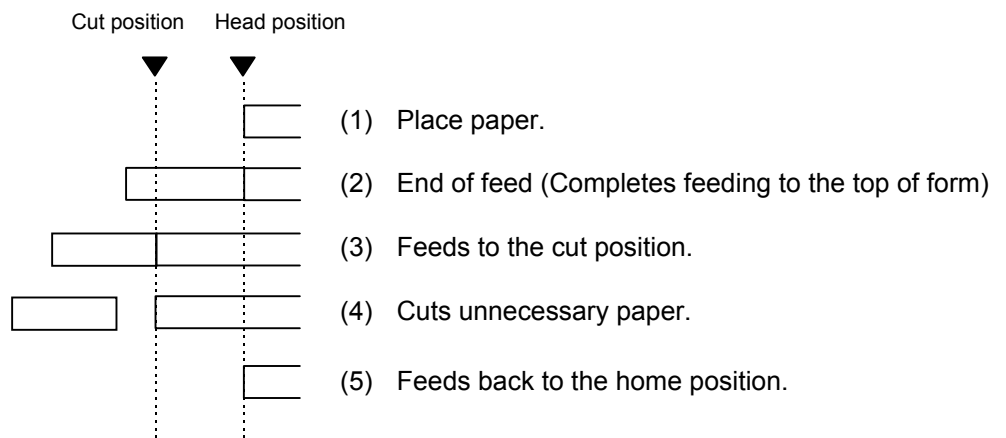 Cut position Head position
(1) Place paper.
(2) End of feed (Completes feeding to the top of form)
(3) Feeds to the cut position.
(4) Cuts unnecessary paper.
(5) Feeds back to the home position.